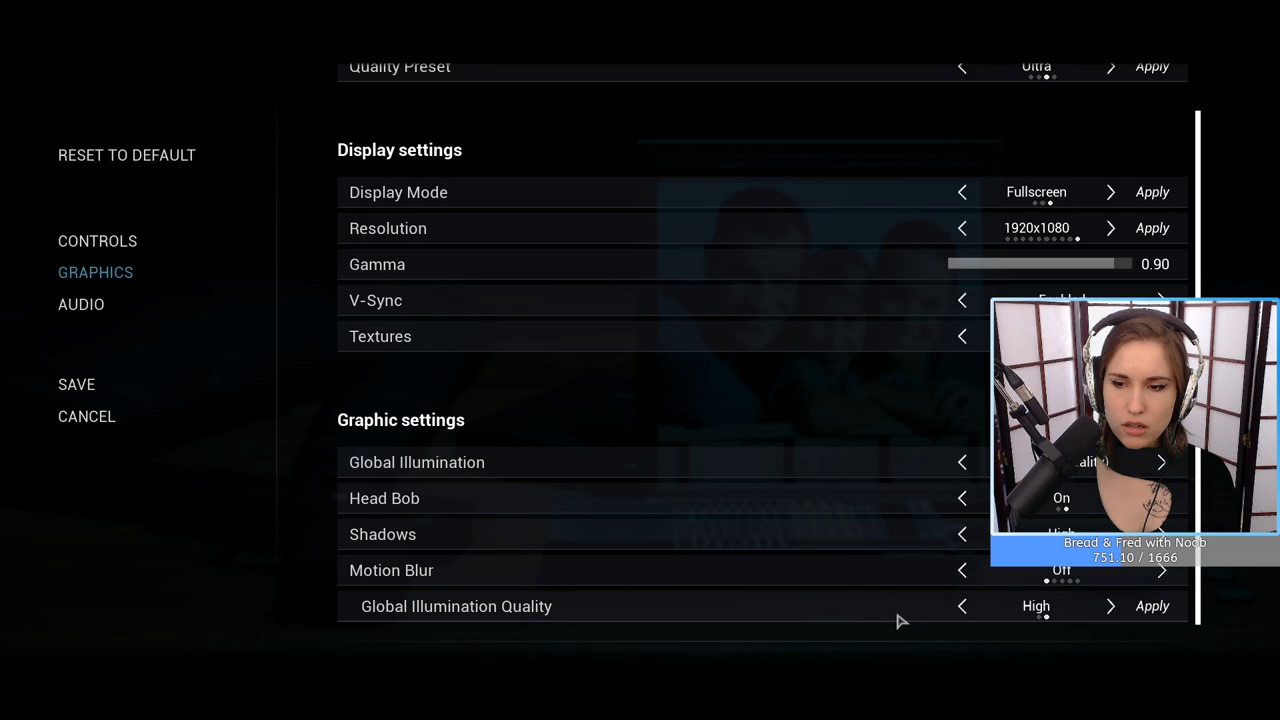 Quality Preset Ultra Apply
RESET TO DEFAULT
CONTROLS
GRAPHICS
AUDIO
SAVE
CANCEL
Display settings
Display Mode Fullscreen Apply
Resolution 1920x1080 Apply
Gamma 0.90
V-Sync
Textures
Graphic settings
Global Illumination
Head Bob On
Shadows High
Motion Blur Off
Global Illumination Quality High Apply
Bread & Fred with Noob
751.10 / 1666